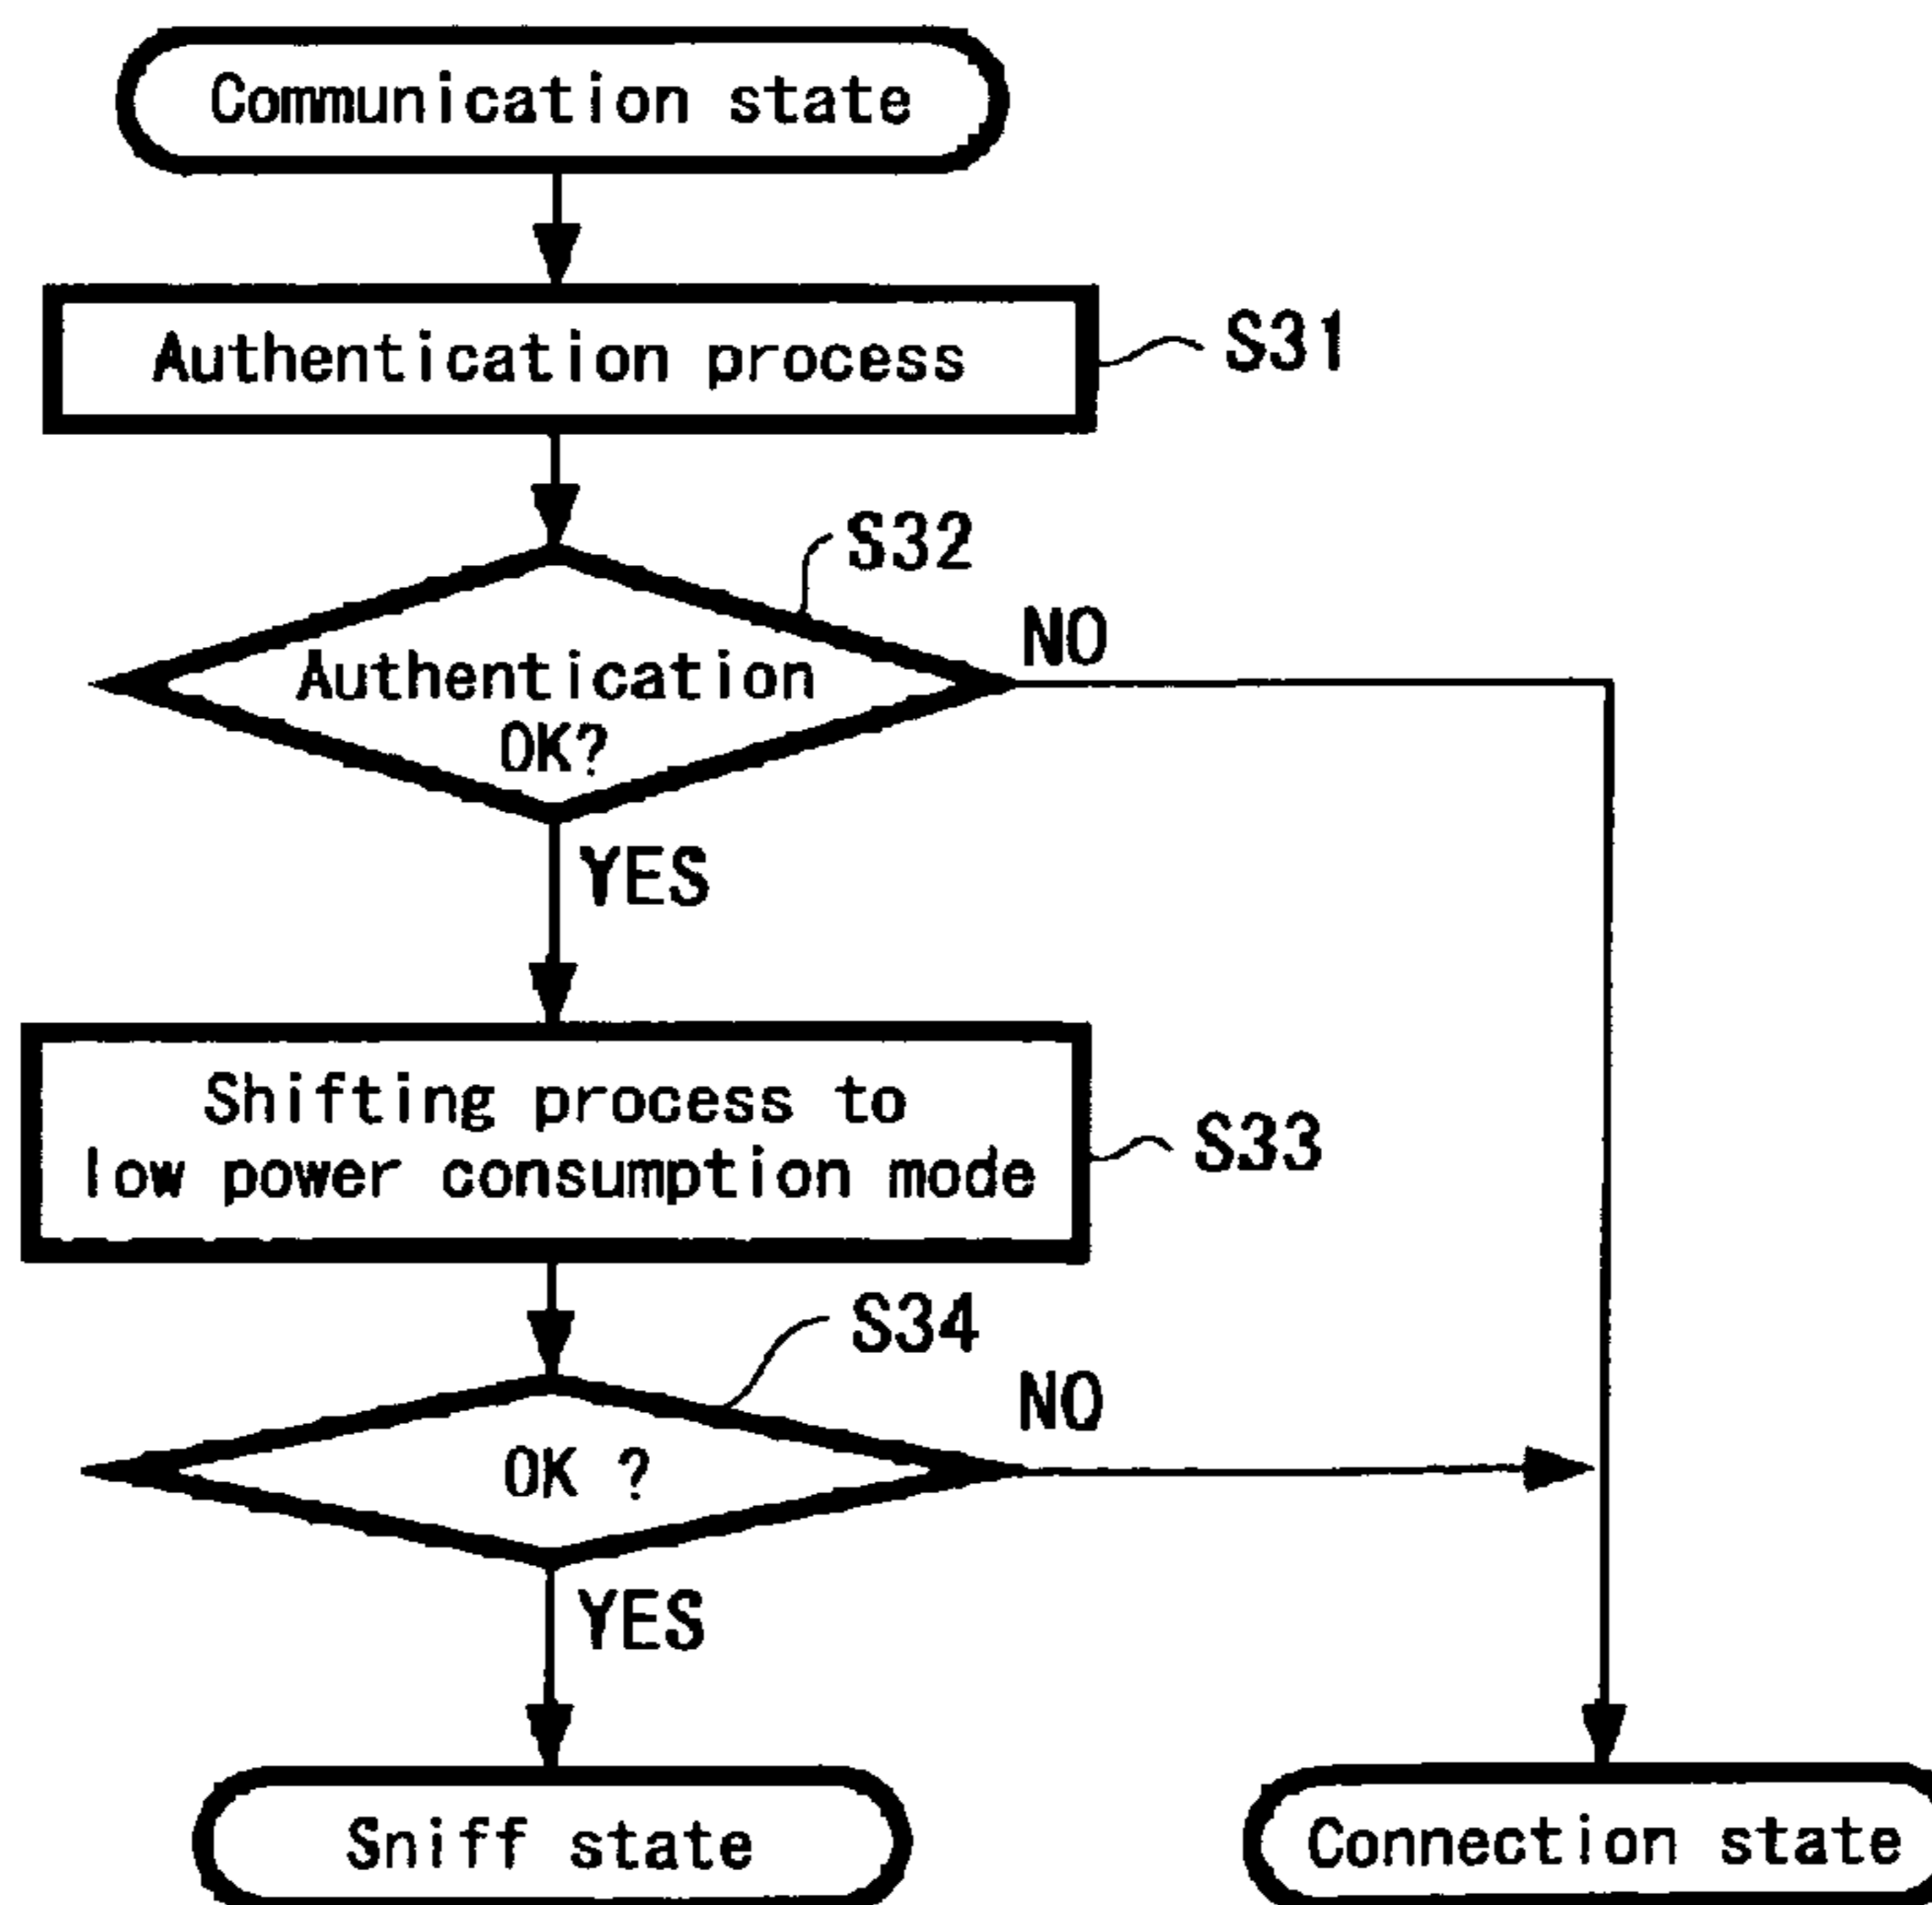 Communication state
Authentication process
S31
S32
NO
Authentication
OK?
YES
Shifting process to
low power consumption mode
S33
S34
NO
OK ?
YES
Sniff state
Connection state